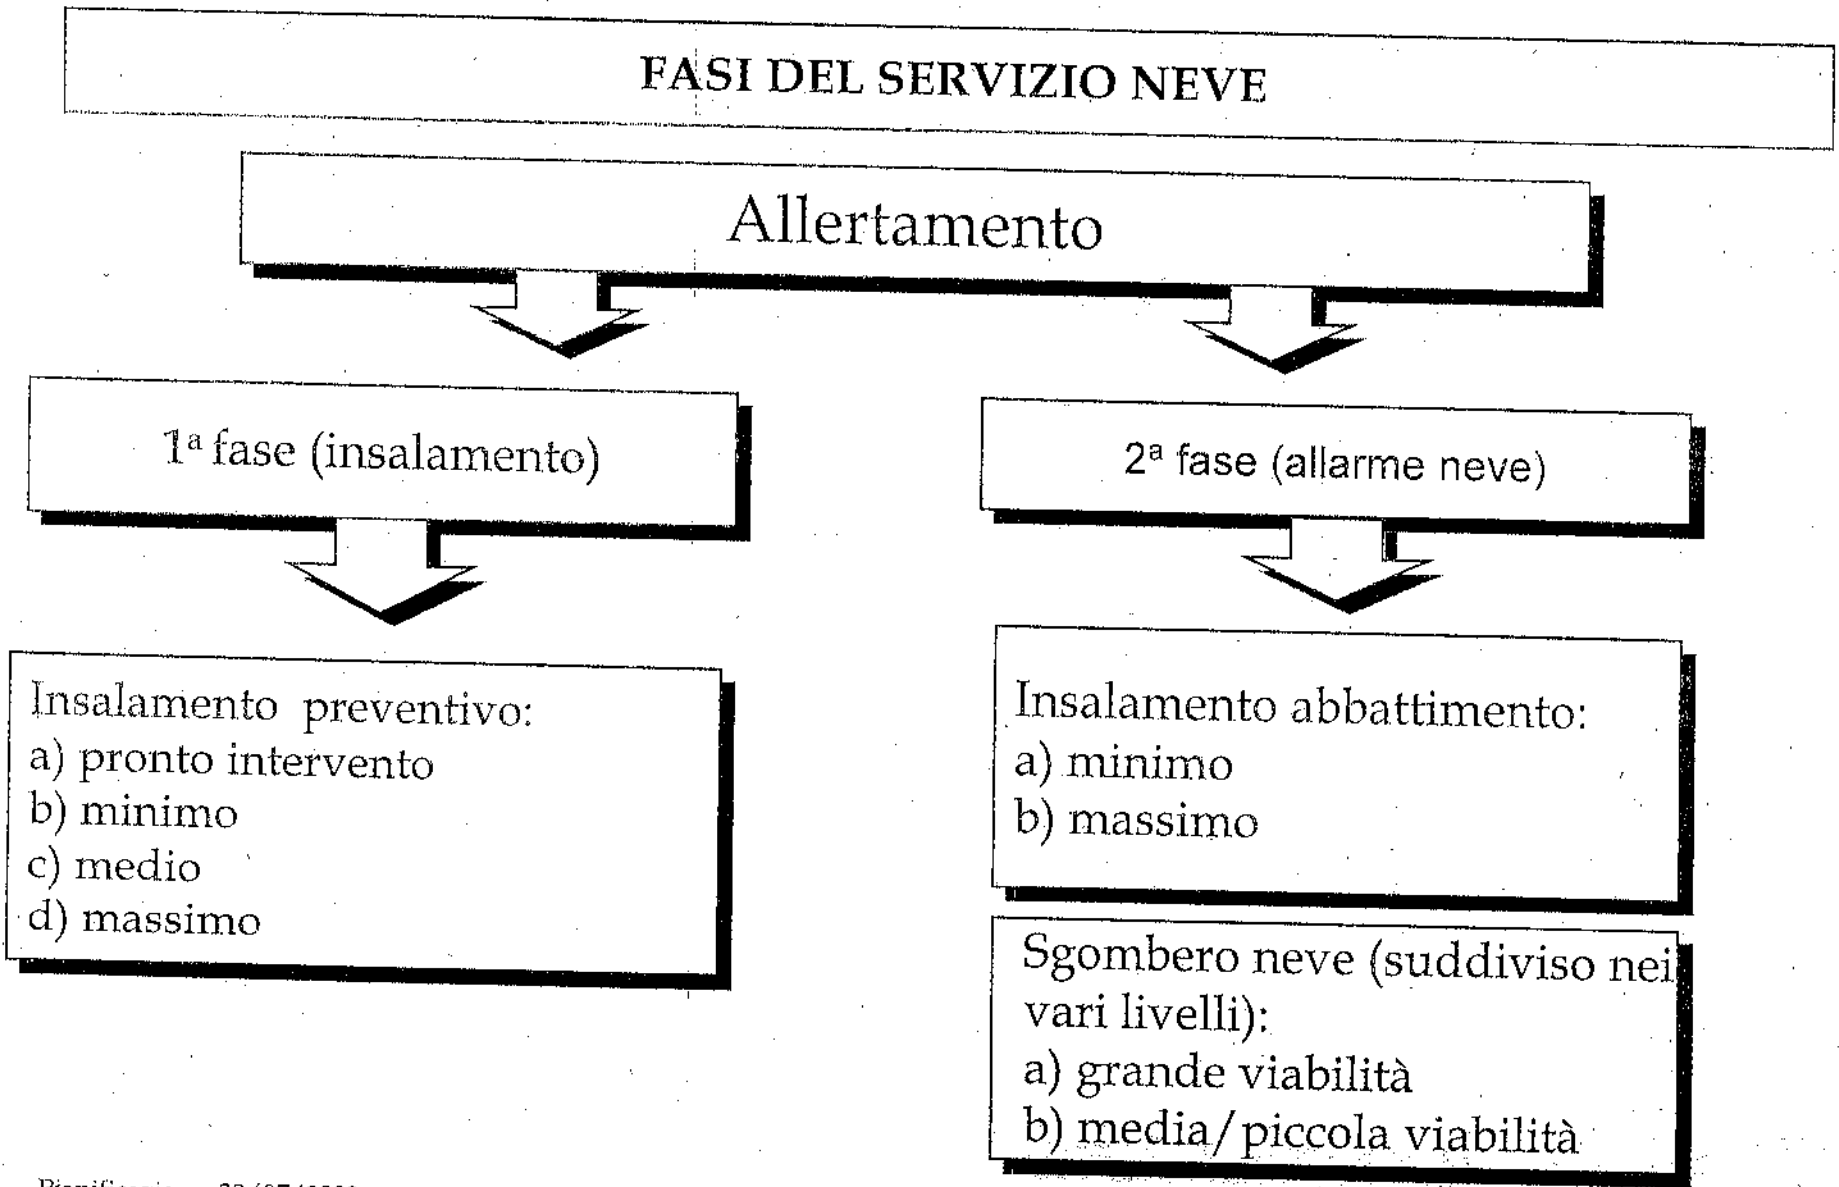 FASI DEL SERVIZIO NEVE
Allertamento
1ª fase (insalamento)
2ª fase (allarme neve)
Insalamento preventivo:
a) pronto intervento
b) minimo
c) medio
d) massimo
Insalamento abbattimento:
a) minimo
b) massimo
Sgombero neve (suddiviso nei
vari livelli):
a) grande viabilità
b) media/piccola viabilità